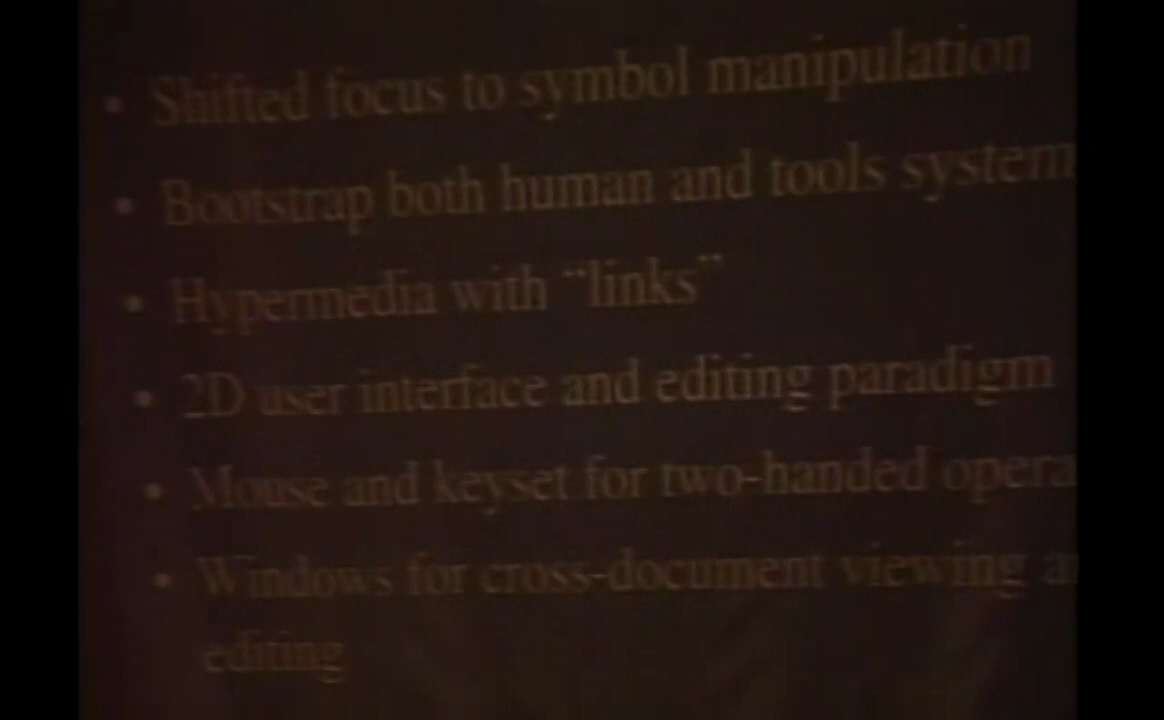 • Shifted focus to symbol manipulation
• Bootstrap both human and tools system
• Hypermedia with “links”
• 2D user interface and editing paradigm
• Mouse and keyset for two-handed opera
• Windows for cross-document viewing a
editing